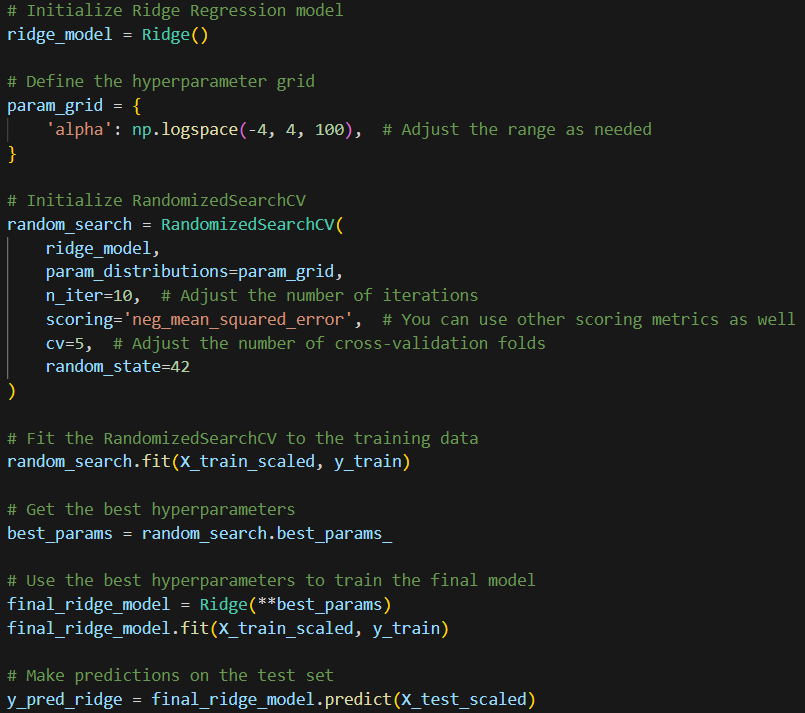 # Initialize Ridge Regression model
ridge_model = Ridge()
# Define the hyperparameter grid
param_grid = {
    'alpha': np.logspace(-4, 4, 100),  # Adjust the range as needed
}
# Initialize RandomizedSearchCV
random_search = RandomizedSearchCV(
    ridge_model,
    param_distributions=param_grid,
    n_iter=10,  # Adjust the number of iterations
    scoring='neg_mean_squared_error',  # You can use other scoring metrics as well
    cv=5,  # Adjust the number of cross-validation folds
    random_state=42
)
# Fit the RandomizedSearchCV to the training data
random_search.fit(X_train_scaled, y_train)
# Get the best hyperparameters
best_params = random_search.best_params_
# Use the best hyperparameters to train the final model
final_ridge_model = Ridge(**best_params)
final_ridge_model.fit(X_train_scaled, y_train)
# Make predictions on the test set
y_pred_ridge = final_ridge_model.predict(X_test_scaled)